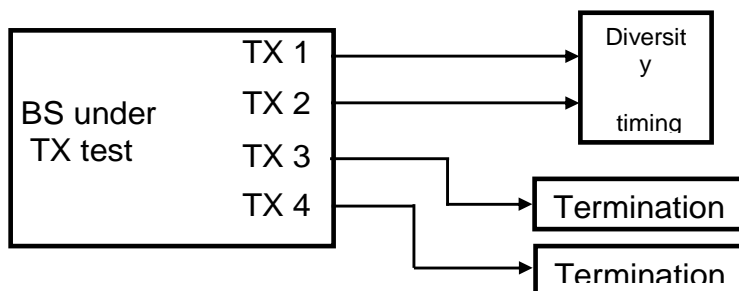 TX 1
TX 2
TX 3
TX 4
BS under
TX test
Diversit
y
timing
Termination
Termination